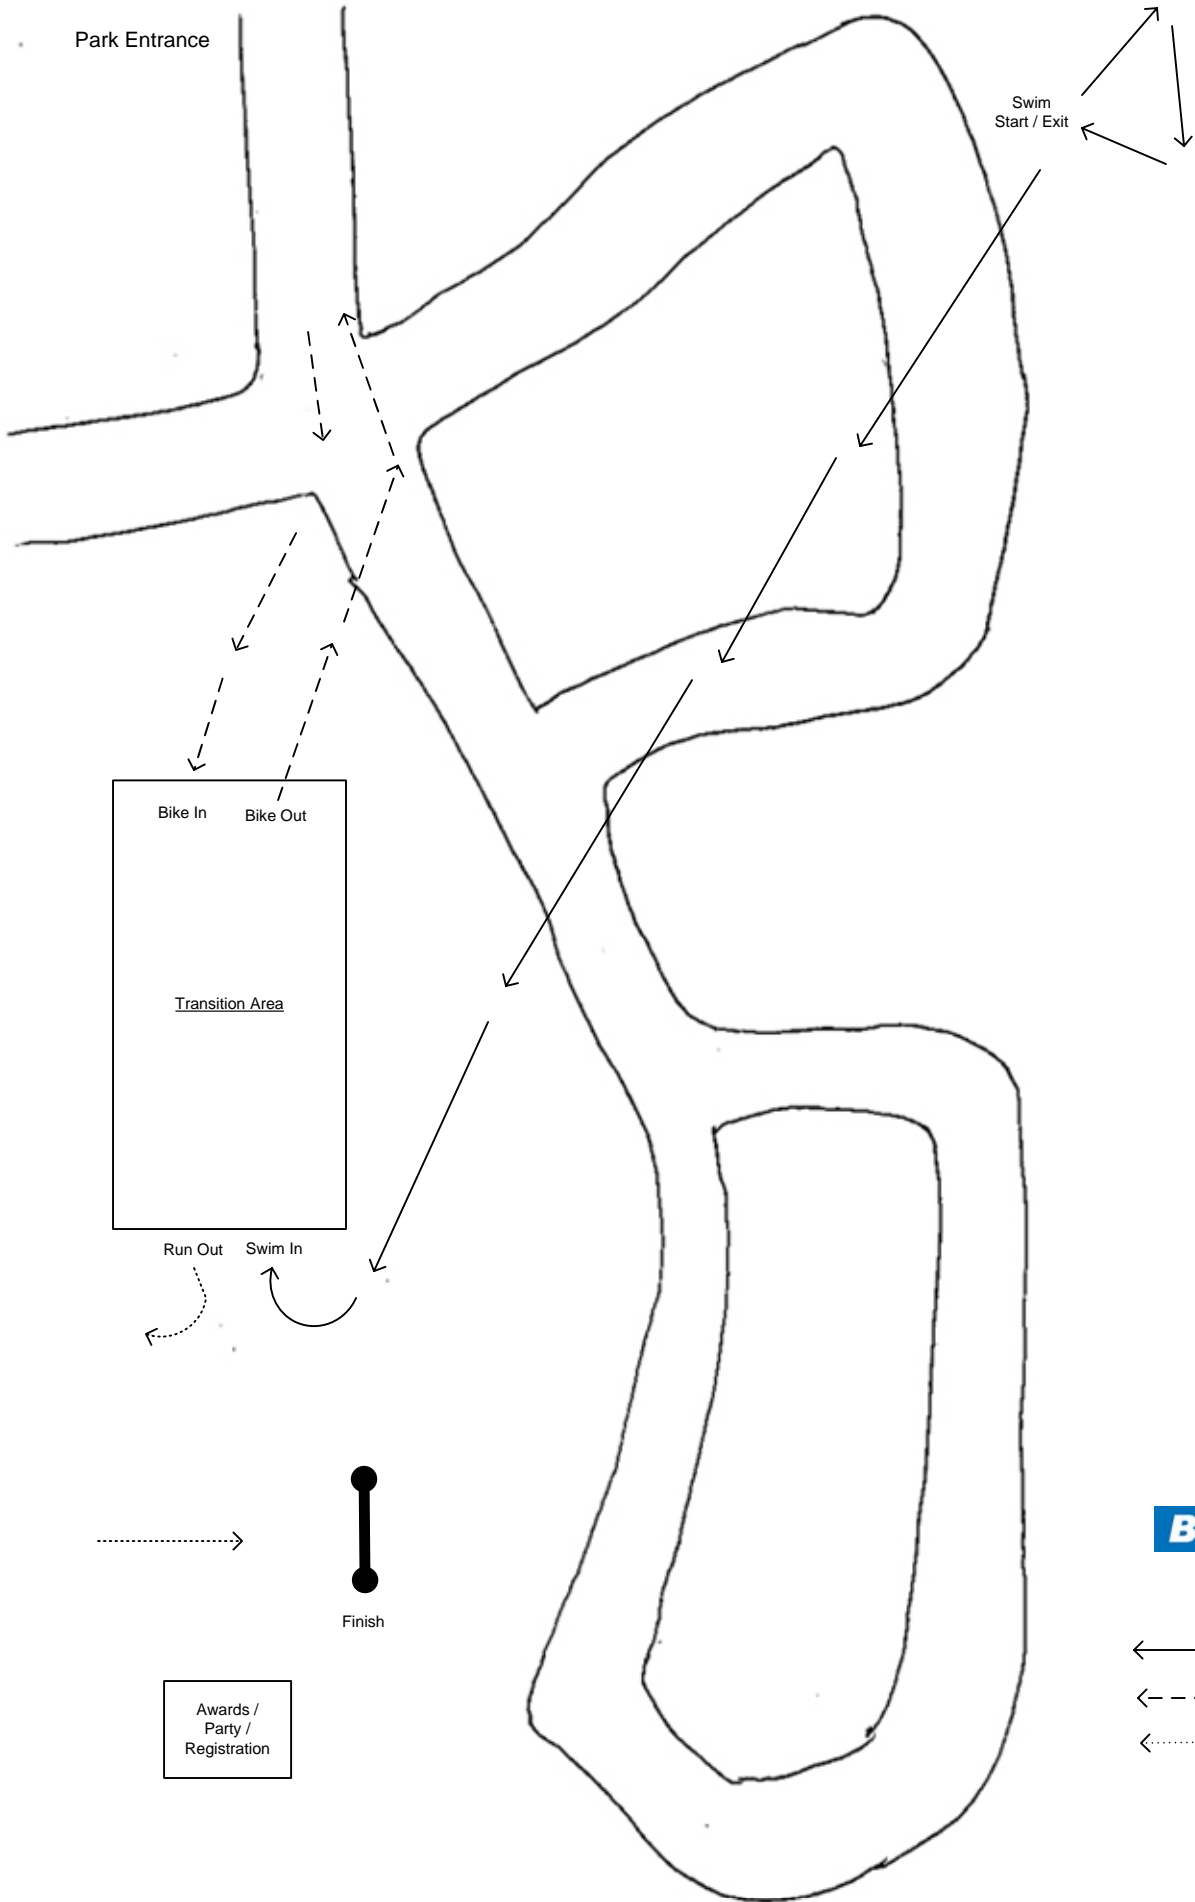 Park Entrance
Swim
Start / Exit
Bike In
Bike Out
Transition Area
Run Out
Swim In
Finish
Awards /
Party /
Registration
B